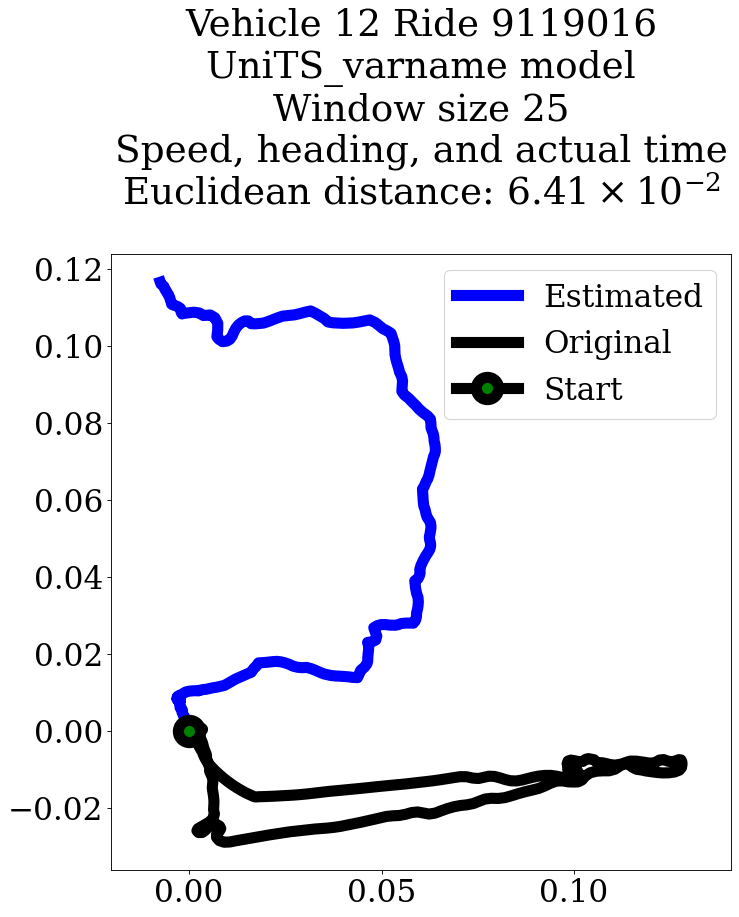 Vehicle 12 Ride 9119016
UniTS_varname model
Window size 25
Speed, heading, and actual time
Euclidean distance: 6.41 × 10⁻²
Estimated
Original
Start
0.12
0.10
0.08
0.06
0.04
0.02
0.00
−0.02
0.00 0.05 0.10